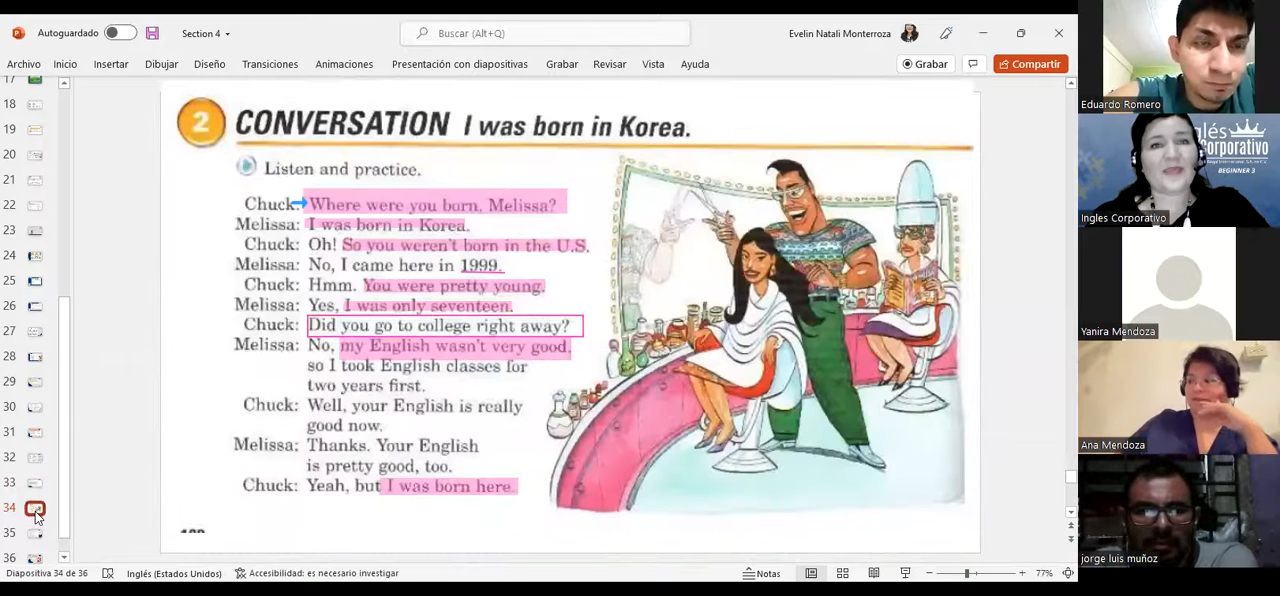 Autoguardado
Section 4
Buscar (Alt+Q)
Evelin Natali Monterroza
Archivo Inicio Insertar Dibujar Diseño Transiciones Animaciones Presentación con diapositivas Grabar Revisar Vista Ayuda
Grabar
Compartir
17
18
19
20
21
22
23
24
25
26
27
28
29
30
31
32
33
34
35
36
2 CONVERSATION I was born in Korea.
Listen and practice.
Chuck: Where were you born, Melissa?
Melissa: I was born in Korea.
Chuck: Oh! So you weren't born in the U.S.
Melissa: No, I came here in 1999.
Chuck: Hmm. You were pretty young.
Melissa: Yes, I was only seventeen.
Chuck: Did you go to college right away?
Melissa: No, my English wasn't very good,
so I took English classes for
two years first.
Chuck: Well, your English is really
good now.
Melissa: Thanks. Your English
is pretty good, too.
Chuck: Yeah, but I was born here.
Diapositiva 34 de 36
Inglés (Estados Unidos)
Accesibilidad: es necesario investigar
Notas
77%
Eduardo Romero
BEGINNER 3
Ingles Corporativo
Yanira Mendoza
Ana Mendoza
jorge luis muñoz